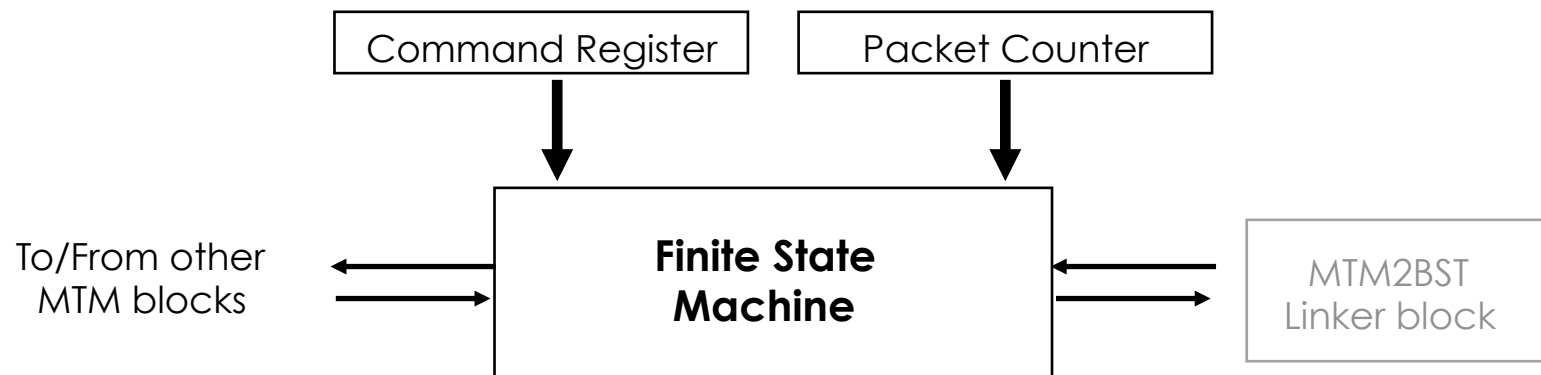 Command Register
Packet Counter
To/From other
MTM blocks
Finite State
Machine
MTM2BST
Linker block